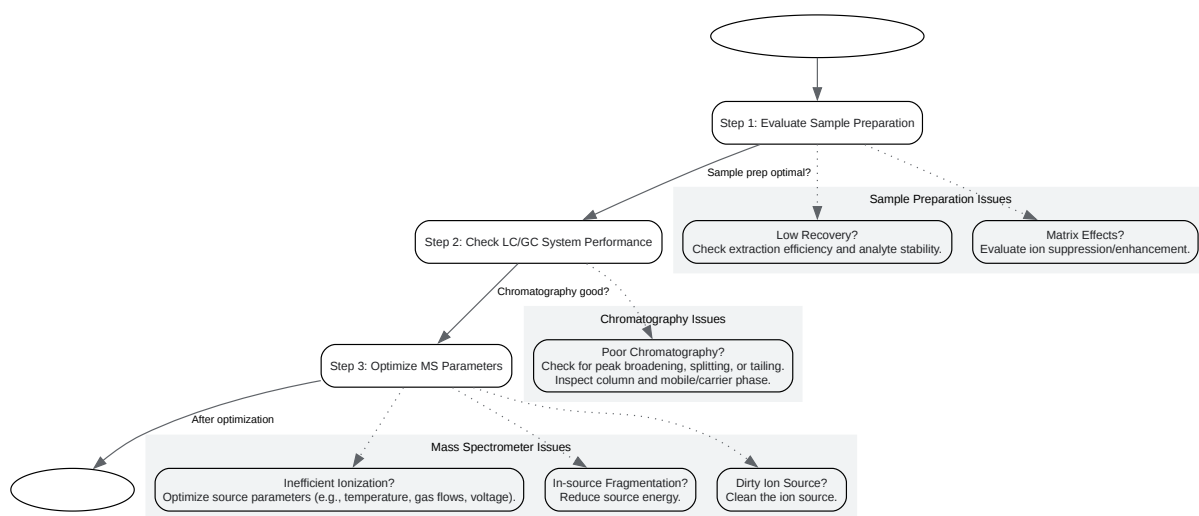 Step 1: Evaluate Sample Preparation
Sample prep optimal?
Sample Preparation Issues
Step 2: Check LC/GC System Performance
Low Recovery?
Check extraction efficiency and analyte stability.
Matrix Effects?
Evaluate ion suppression/enhancement.
Chromatography good?
Chromatography Issues
Step 3: Optimize MS Parameters
Poor Chromatography?
Check for peak broadening, splitting, or tailing.
Inspect column and mobile/carrier phase.
After optimization
Mass Spectrometer Issues
Inefficient Ionization?
Optimize source parameters (e.g., temperature, gas flows, voltage).
In-source Fragmentation?
Reduce source energy.
Dirty Ion Source?
Clean the ion source.